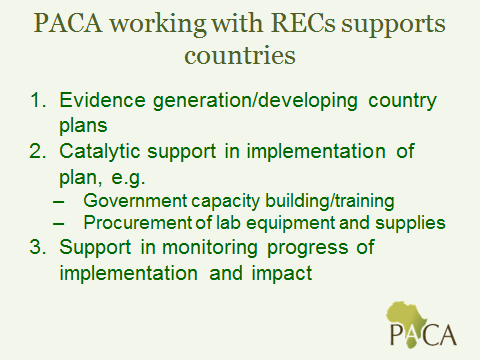 PACA working with RECs supports
countries
1. Evidence generation/developing country
plans
2. Catalytic support in implementation of
plan, e.g.
– Government capacity building/training
– Procurement of lab equipment and supplies
3. Support in monitoring progress of
implementation and impact
PACA